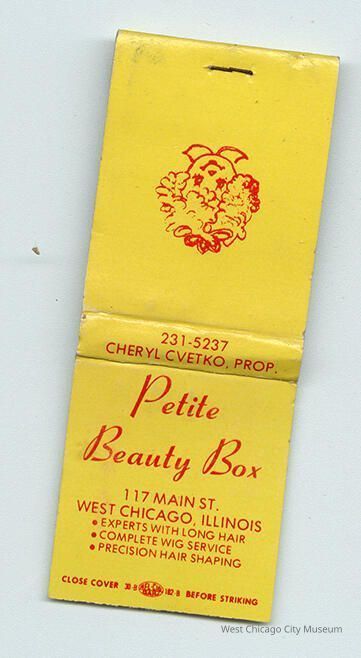 231-5237
CHERYL CVETKO, PROP.
Petite
Beauty Box
117 MAIN ST.
WEST CHICAGO, ILLINOIS
• EXPERTS WITH LONG HAIR
• COMPLETE WIG SERVICE
• PRECISION HAIR SHAPING
CLOSE COVER BEFORE STRIKING
West Chicago City Museum